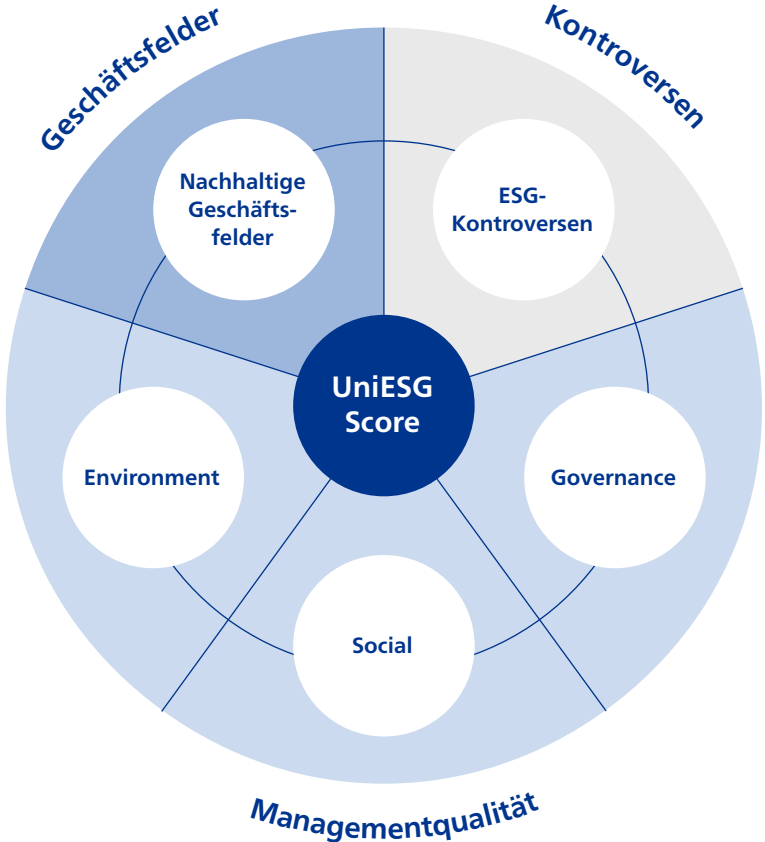 Geschäftsfelder
Kontroversen
Nachhaltige
Geschäfts-
felder
ESG-
Kontroversen
UniESG
Score
Environment
Governance
Social
Managementqualität